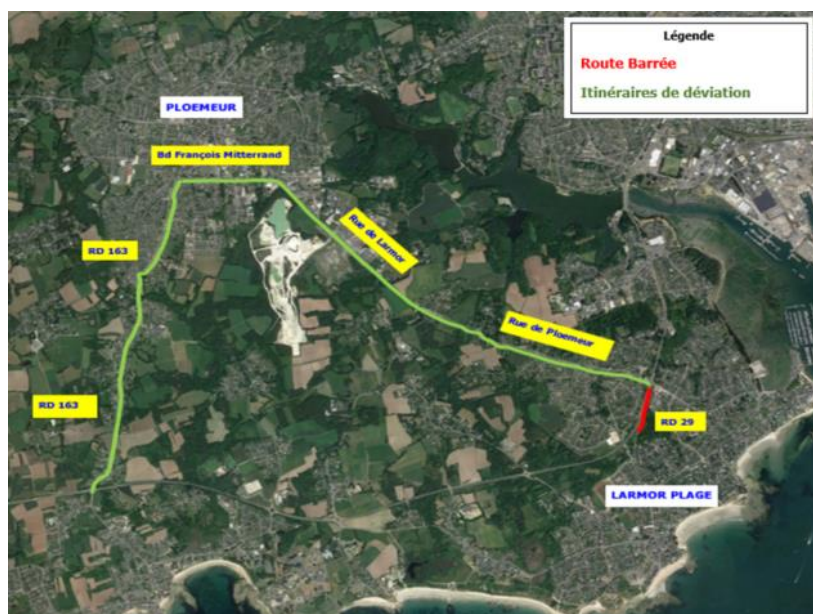 Légende
Route Barrée
Itinéraires de déviation
PLOEMEUR
Bd François Mitterrand
Rue de Larmor
RD 163
Rue de Ploemeur
RD 163
RD 29
LARMOR PLAGE